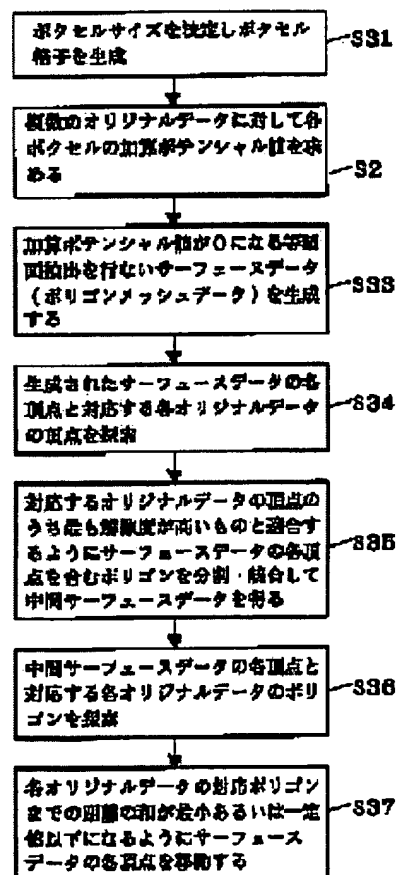 ボクセルサイズを決定しボクセル
格子を生成
S31
複数のオリジナルデータに対して各
ボクセルの加算ポテンシャル値を求
める
S2
加算ポテンシャル値が0になる等値
面抽出を行ないサーフェースデータ
(ポリゴンメッシュデータ)を生成
する
S33
生成されたサーフェースデータの各
頂点と対応する各オリジナルデータ
の頂点を探索
S34
対応するオリジナルデータの頂点の
うち最も解像度が高いものと適合す
るようにサーフェースデータの各頂
点を含むポリゴンを分割・統合して
中間サーフェースデータを得る
S35
中間サーフェースデータの各頂点と
対応する各オリジナルデータのポリ
ゴンを探索
S36
各オリジナルデータの対応ポリゴン
までの距離の和が最小あるいは一定
値以下になるようにサーフェース
データの各頂点を移動する
S37